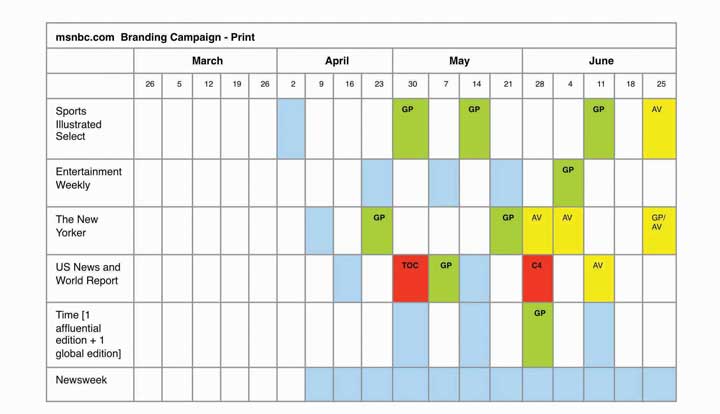 msnbc.com Branding Campaign - Print
March April May June
26 5 12 19 26 2 9 16 23 30 7 14 21 28 4 11 18 25
Sports
Illustrated
Select
GP GP GP AV
Entertainment
Weekly
GP
The New
Yorker
GP GP AV AV GP/
AV
US News and
World Report
TOC GP C4 AV
Time [1
affluential
edition + 1
global edition]
GP
Newsweek